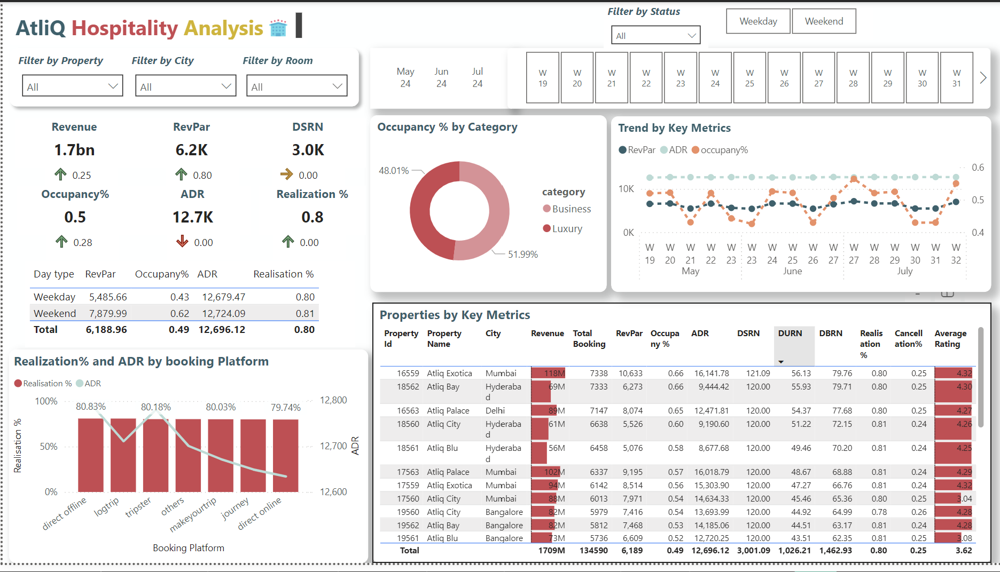 AtliQ Hospitality Analysis
Filter by Status
All
Weekday
Weekend
Filter by Property
Filter by City
Filter by Room
All
All
All
May 24
Jun 24
Jul 24
W 19
W 20
W 21
W 22
W 23
W 24
W 25
W 26
W 27
W 28
W 29
W 30
W 31
Revenue
RevPar
DSRN
1.7bn
6.2K
3.0K
0.25
0.80
0.00
Occupany%
ADR
Realization %
0.5
12.7K
0.8
0.28
0.00
0.00
Day type RevPar Occupany% ADR Realisation %
Weekday 5,485.66 0.43 12,679.47 0.80
Weekend 7,879.99 0.62 12,724.09 0.81
Total 6,188.96 0.49 12,696.12 0.80
Occupany % by Category
48.01%
51.99%
category
Business
Luxury
Trend by Key Metrics
RevPar ADR occupany%
10K
0K
0.6
0.5
0.4
W 19
W 20
W 21
W 22
W 23
W 23
W 24
W 25
W 26
W 27
W 27
W 28
W 29
W 30
W 31
W 32
May
June
July
Realization% and ADR by booking Platform
Realisation % ADR
Realisation %
100%
50%
0%
80.83%
80.18%
80.03%
79.74%
12,800
12,700
12,600
ADR
direct offline
logtrip
tripster
others
makeyourtrip
journey
direct online
Booking Platform
Properties by Key Metrics
Property Id Property Name City Revenue Total Booking RevPar Occupa ny % ADR DSRN DURN DBRN Realis ation % Cancell ation% Average Rating
16559 Atliq Exotica Mumbai 118M 7338 10,633 0.66 16,141.78 121.09 56.13 79.76 0.80 0.25 4.32
18562 Atliq Bay Hyderaba d 69M 7333 6,273 0.66 9,444.42 120.00 55.93 79.71 0.80 0.25 4.30
16563 Atliq Palace Delhi 89M 7147 8,074 0.65 12,471.81 120.00 54.37 77.68 0.80 0.25 4.27
18560 Atliq City Hyderaba d 61M 6638 5,526 0.60 9,190.60 120.00 51.22 72.15 0.81 0.24 4.26
18561 Atliq Blu Hyderaba d 56M 6458 5,076 0.58 8,677.68 120.00 49.46 70.20 0.81 0.24 4.25
17563 Atliq Palace Mumbai 102M 6337 9,195 0.57 16,018.79 120.00 48.67 68.88 0.81 0.24 4.29
17559 Atliq Exotica Mumbai 94M 6142 8,514 0.56 15,303.90 120.00 47.27 66.76 0.81 0.24 4.32
17560 Atliq City Mumbai 88M 6013 7,971 0.54 14,634.33 120.00 45.46 65.36 0.80 0.25 3.04
19560 Atliq City Bangalore 82M 5979 7,416 0.54 13,693.99 120.00 44.92 64.99 0.78 0.26 4.28
19562 Atliq Bay Bangalore 82M 5812 7,468 0.53 14,185.06 120.00 44.51 63.17 0.81 0.24 4.28
19561 Atliq Blu Bangalore 73M 5736 6,609 0.52 12,720.25 120.00 43.51 62.35 0.81 0.25 3.08
Total 1709M 134590 6,189 0.49 12,696.12 3,001.09 1,026.21 1,462.93 0.80 0.25 3.62